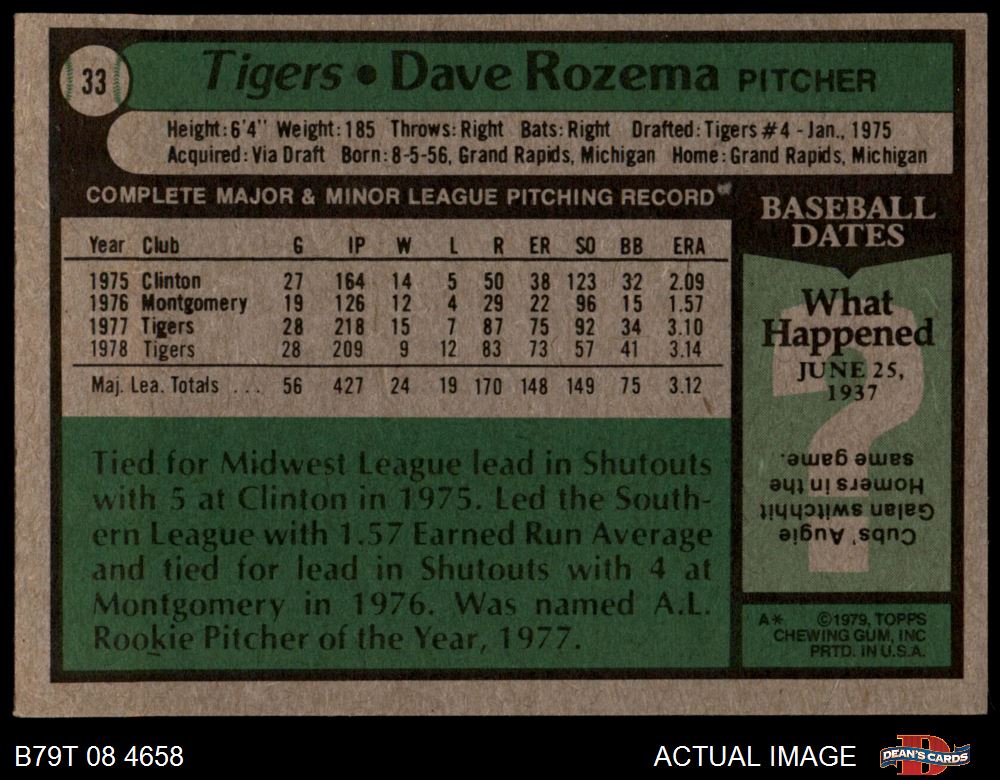 33
Tigers • Dave Rozema PITCHER
Height: 6'4" Weight: 185 Throws: Right Bats: Right Drafted: Tigers #4 - Jan., 1975
Acquired: Via Draft Born: 8-5-56, Grand Rapids, Michigan Home: Grand Rapids, Michigan
COMPLETE MAJOR & MINOR LEAGUE PITCHING RECORD
Year Club G IP W L R ER SO BB ERA
1975 Clinton 27 164 14 5 50 38 123 32 2.09
1976 Montgomery 19 126 12 4 29 22 96 15 1.57
1977 Tigers 28 218 15 7 87 75 92 34 3.10
1978 Tigers 28 209 9 12 83 73 57 41 3.14
Maj. Lea. Totals ... 56 427 24 19 170 148 149 75 3.12
Tied for Midwest League lead in Shutouts
with 5 at Clinton in 1975. Led the South-
ern League with 1.57 Earned Run Average
and tied for lead in Shutouts with 4 at
Montgomery in 1976. Was named A.L.
Rookie Pitcher of the Year, 1977.
BASEBALL
DATES
What
Happened
JUNE 25,
1937
?
Cubs' Augie
Galan switchhit
Homers in the
same game.
A* ©1979, TOPPS
CHEWING GUM, INC
PRTD. IN U.S.A.
B79T 08 4658
ACTUAL IMAGE
D
DEAN'S CARDS